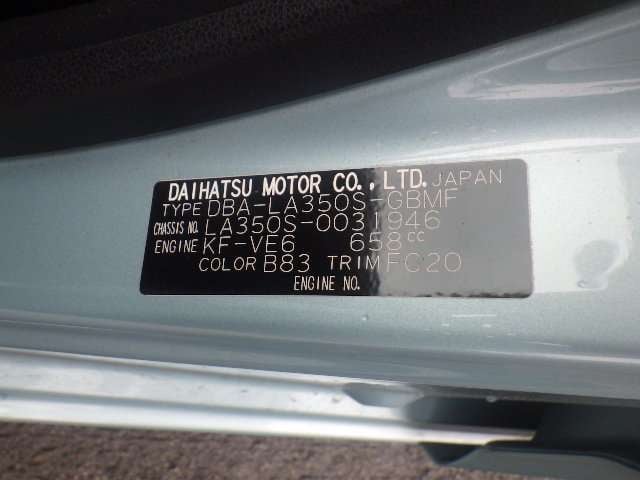 DAIHATSU MOTOR CO.,LTD. JAPAN
TYPE DBA-LA350S-GBMF
CHASSIS NO. LA350S-0031946
ENGINE KF-VE6 658cc
COLOR B83 TRIM FC20
ENGINE NO.